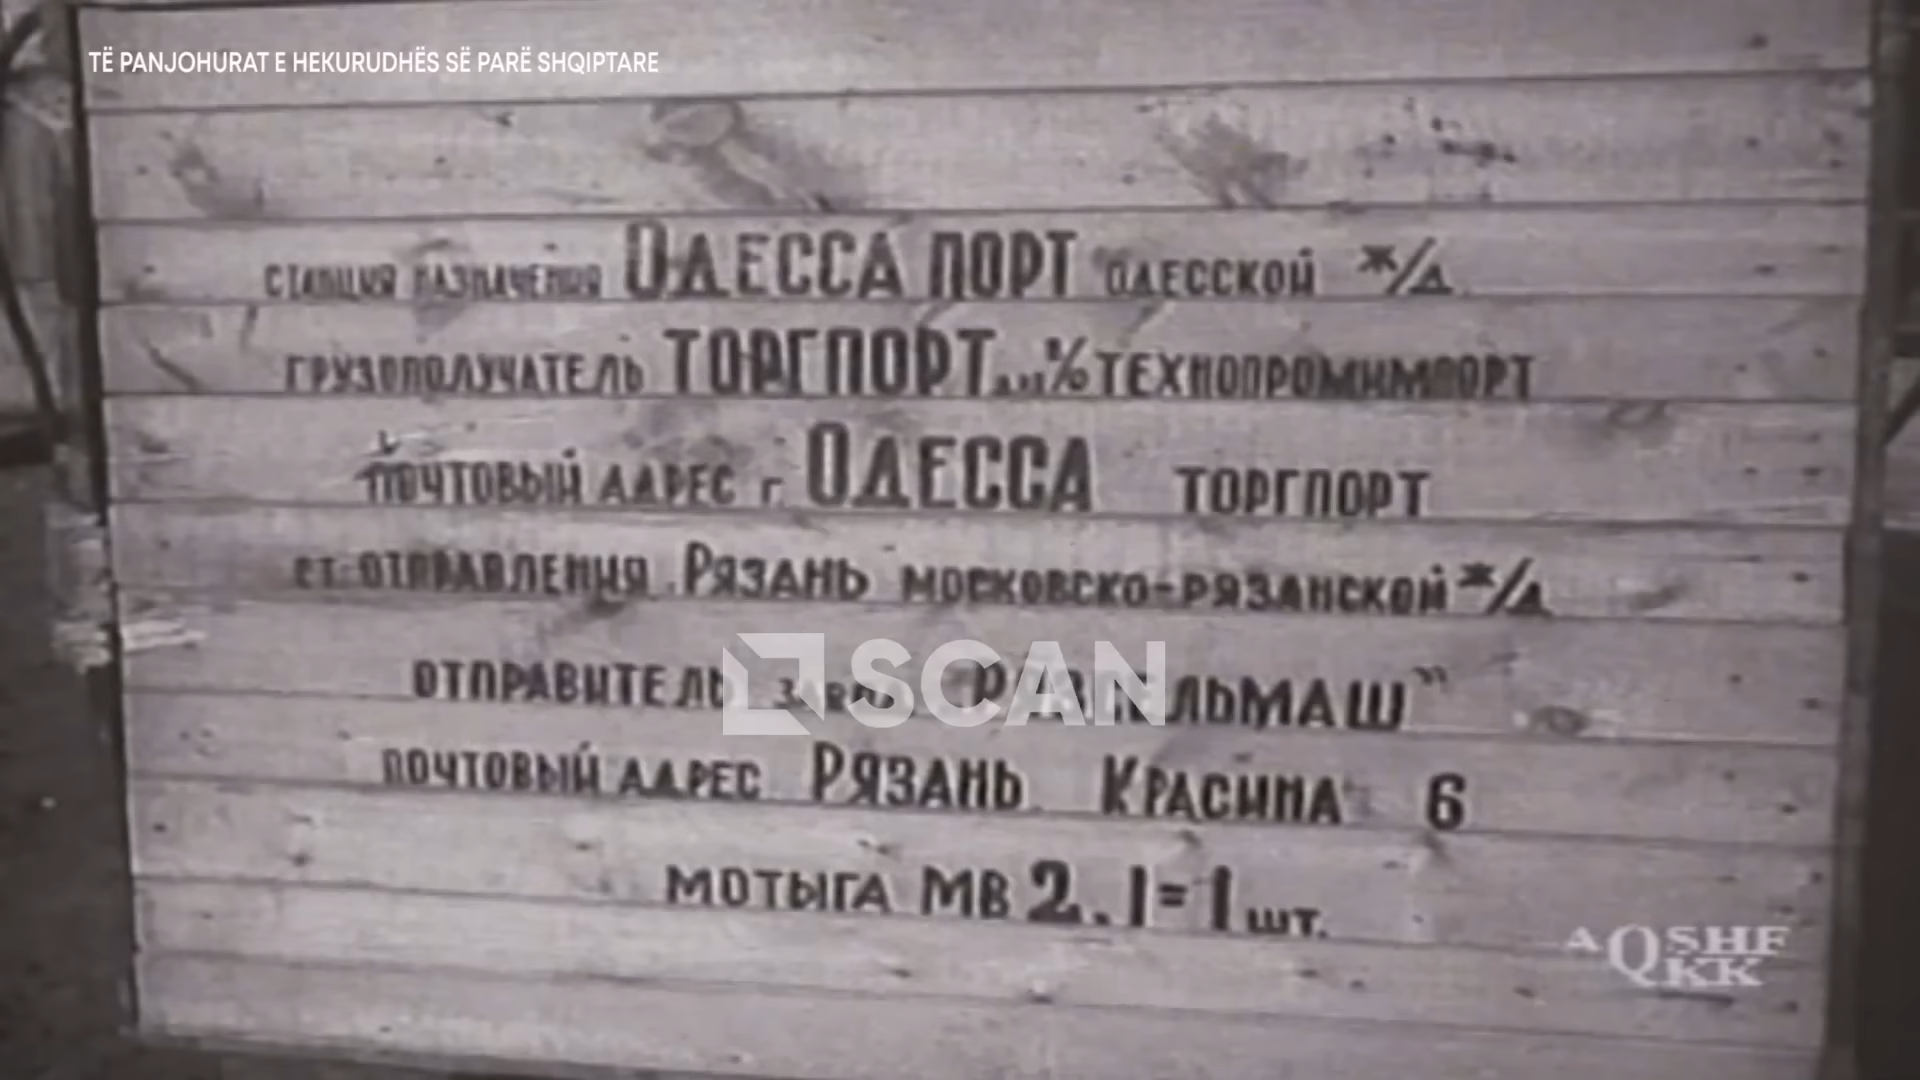 TË PANJOHURAT E HEKURUDHËS SË PARË SHQIPTARE
СТАНЦИЯ НАЗНАЧЕНИЯ ОДЕССА ПОРТ ОДЕССКОЙ Ж/Д
ГРУЗОПОЛУЧАТЕЛЬ ТОРГПОРТ ДЛЯ % ТЕХНОПРОМИМПОРТ
ПОЧТОВЫЙ АДРЕС Г. ОДЕССА ТОРГПОРТ
СТ. ОТПРАВЛЕНИЯ РЯЗАНЬ МОСКОВСКО-РЯЗАНСКОЙ Ж/Д
ОТПРАВИТЕЛЬ
SCAN
ПОЧТОВЫЙ АДРЕС РЯЗАНЬ КРАСИНА 6
МОТЫГА МВ 2.1=1 ШТ.
AQSHF
KK